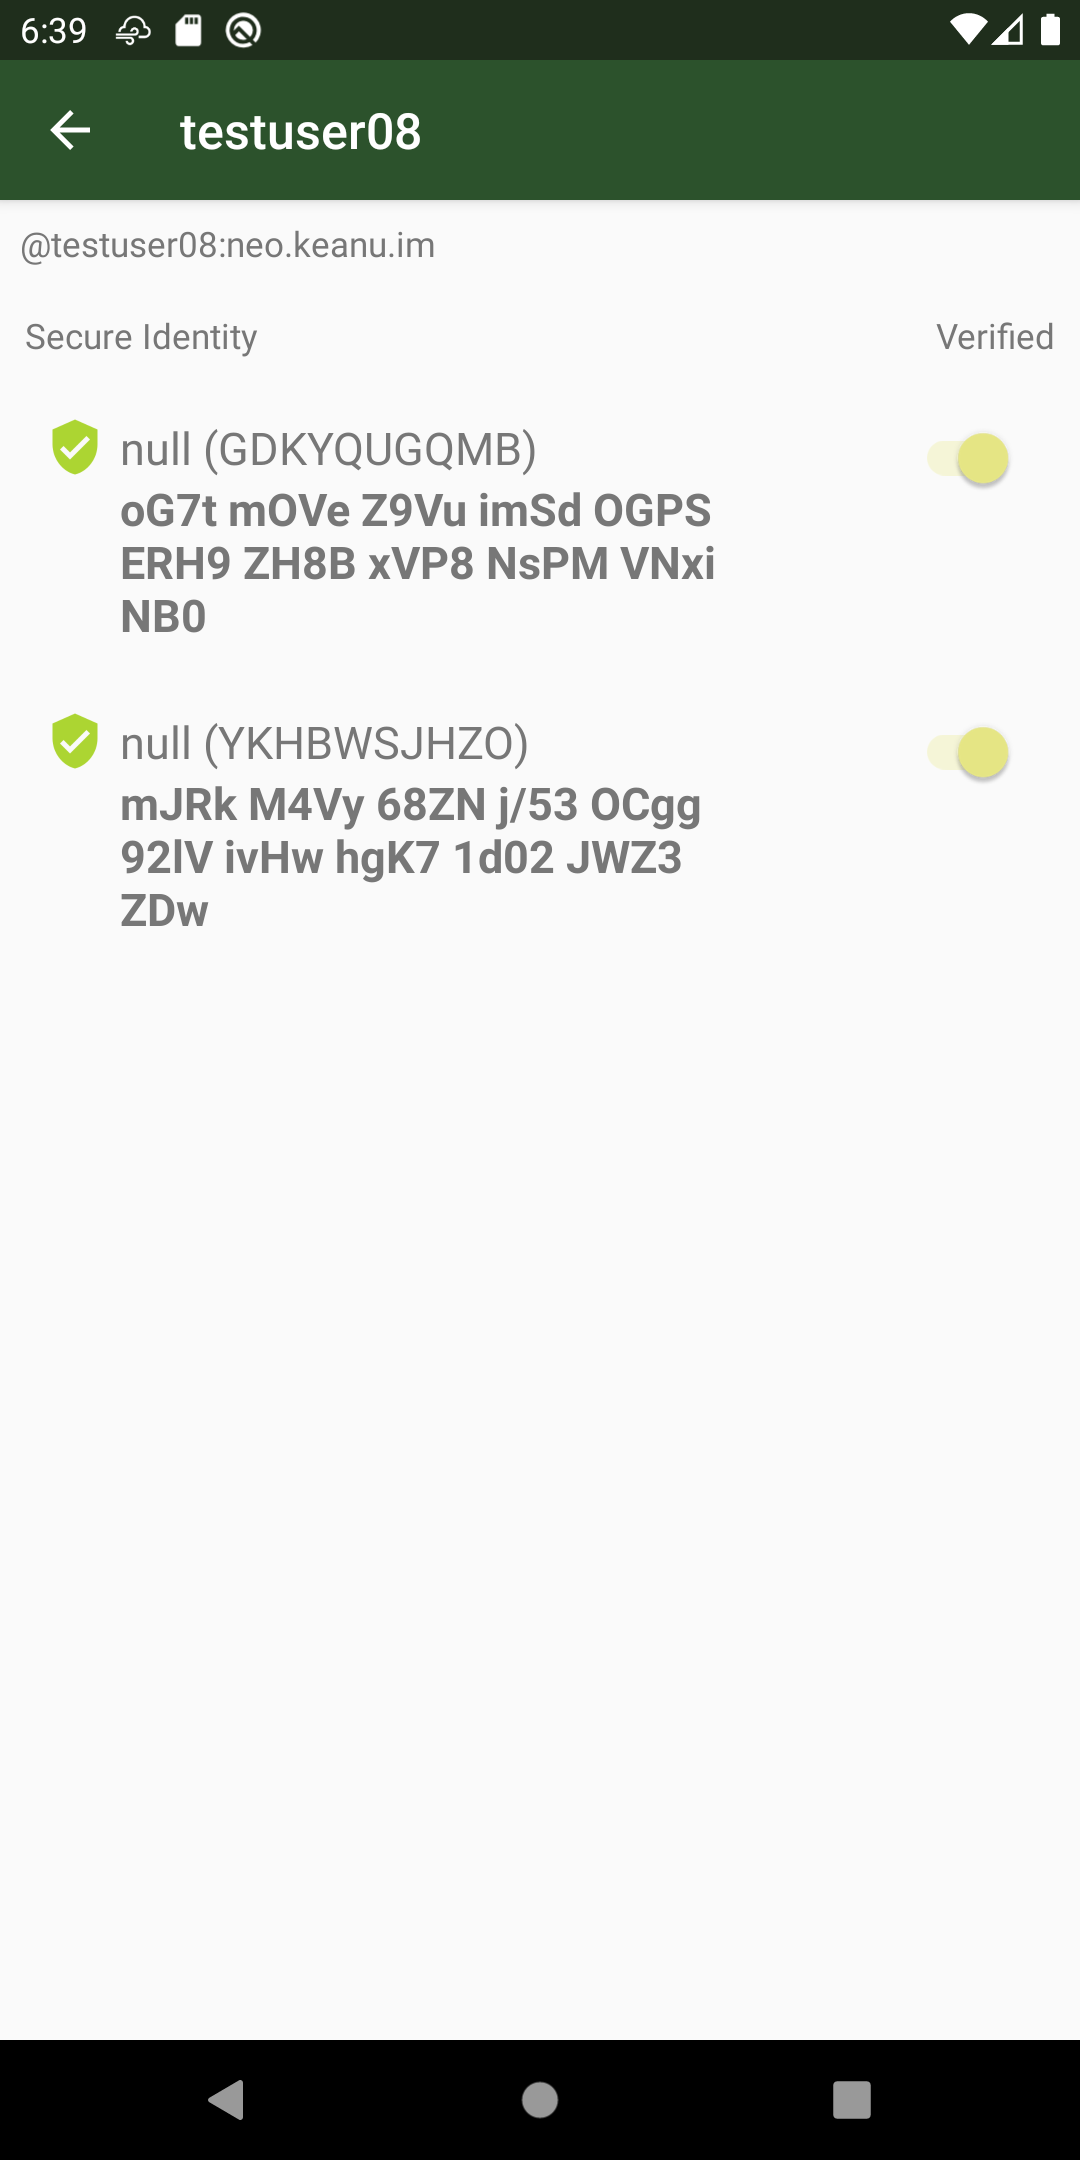 6:39
testuser08
@testuser08:neo.keanu.im
Secure Identity
Verified
null (GDKYQUGQMB)
oG7t mOVe Z9Vu imSd OGPS
ERH9 ZH8B xVP8 NsPM VNxi
NB0
null (YKHBWSJHZO)
mJRk M4Vy 68ZN j/53 OCgg
92lV ivHw hgK7 1d02 JWZ3
ZDw